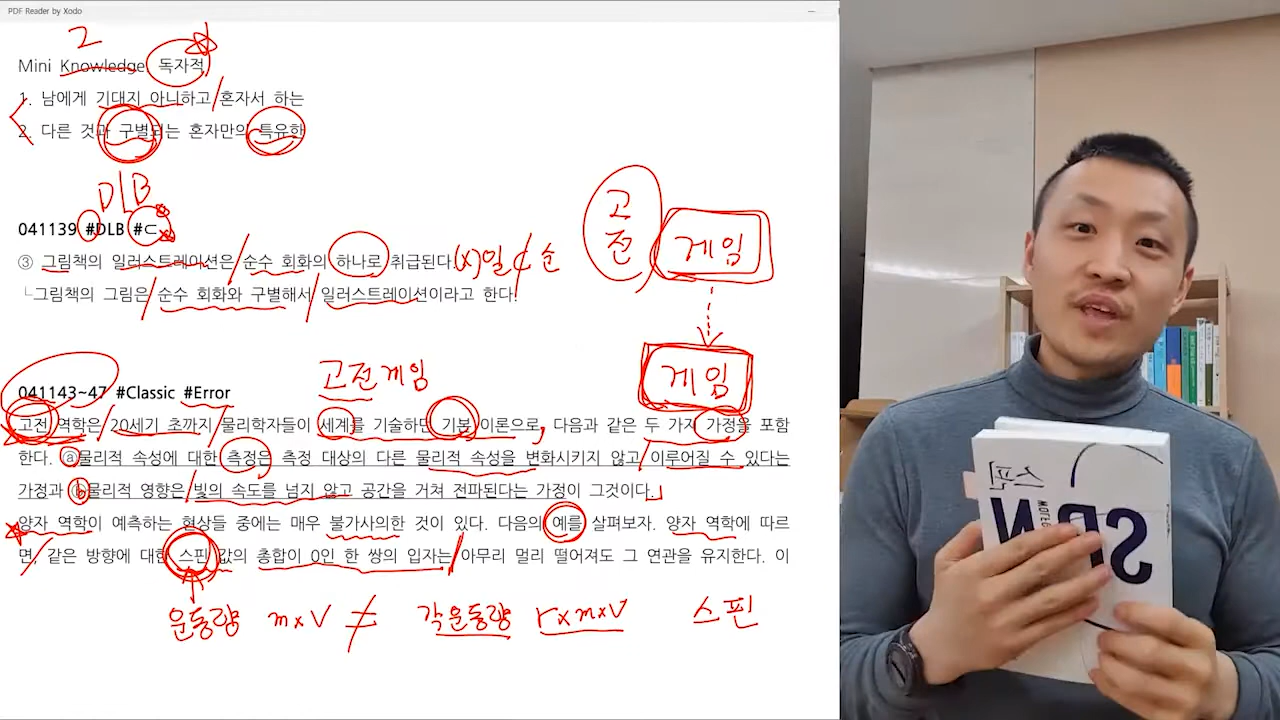 PDF Reader by Xodo
2
Mini Knowledge 독자적
1. 남에게 기대지 아니하고 혼자서 하는
2. 다른 것과 구별되는 혼자만의 특유한
DLB
041139 #DLB #ㄷ
③ 그림책의 일러스트레이션은 순수 회화의 하나로 취급된다.(x)일⊄순
└그림책의 그림은 순수 회화와 구별해서 일러스트레이션이라고 한다.
고전
게임
게임
고전게임
041143~47 #Classic #Error
고전 역학은 20세기 초까지 물리학자들이 세계를 기술하던 기본 이론으로, 다음과 같은 두 가지 가정을 포함
한다. ⓐ물리적 속성에 대한 측정은 측정 대상의 다른 물리적 속성을 변화시키지 않고 이루어질 수 있다는
가정과 ⓑ물리적 영향은 빛의 속도를 넘지 않고 공간을 거쳐 전파된다는 가정이 그것이다.
양자 역학이 예측하는 현상들 중에는 매우 불가사의한 것이 있다. 다음의 예를 살펴보자. 양자 역학에 따르
면, 같은 방향에 대한 스핀 값의 총합이 0인 한 쌍의 입자는 아무리 멀리 떨어져도 그 연관을 유지한다. 이
운동량 m×v ≠ 각운동량 r×m×v 스핀
스핀
SPIN